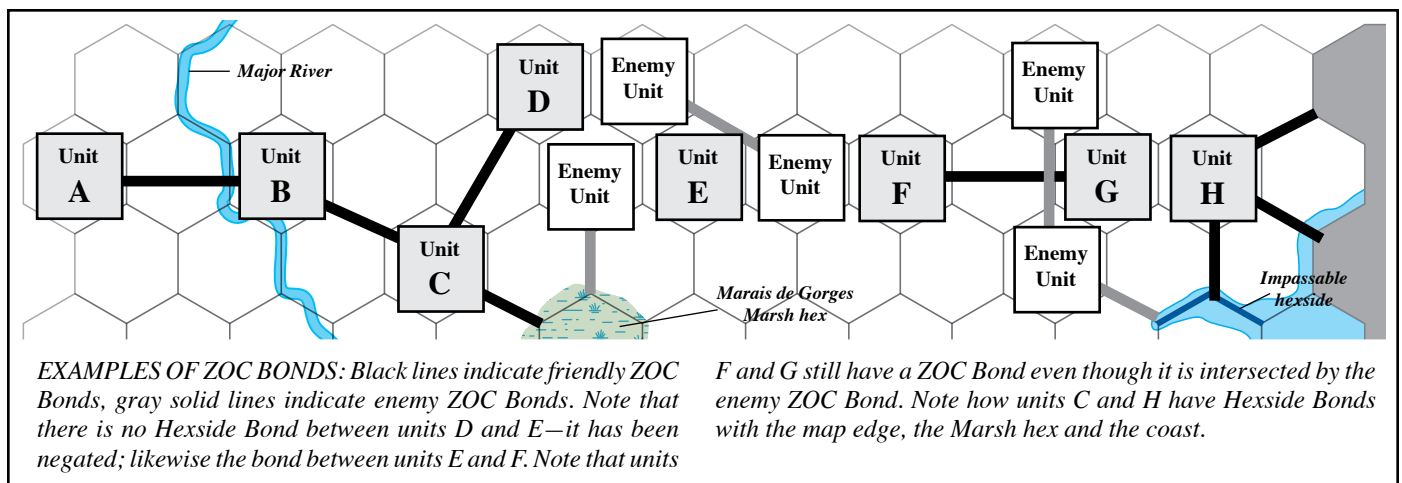 Major River
Unit
A
Unit
B
Unit
C
Unit
D
Enemy
Unit
Enemy
Unit
Unit
E
Enemy
Unit
Unit
F
Enemy
Unit
Unit
G
Enemy
Unit
Unit
H
Marais de Gorges
Marsh hex
Impassable
hexside
EXAMPLES OF ZOC BONDS: Black lines indicate friendly ZOC
Bonds, gray solid lines indicate enemy ZOC Bonds. Note that
there is no Hexside Bond between units D and E—it has been
negated; likewise the bond between units E and F. Note that units
F and G still have a ZOC Bond even though it is intersected by the
enemy ZOC Bond. Note how units C and H have Hexside Bonds
with the map edge, the Marsh hex and the coast.